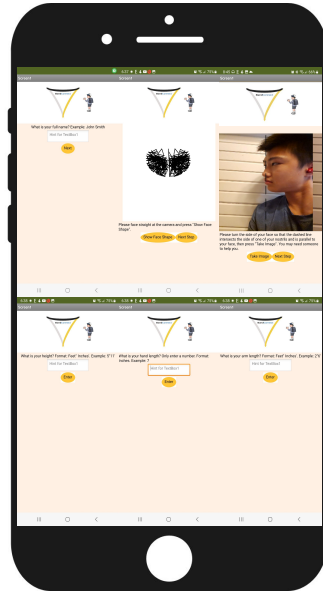 Screen1
What is your full name? Example: John Smith
Hint for TextBox1
Next
Screen1
Please face straight at the camera and press "Show Face
Shape".
Show Face Shape
Next Step
Screen1
Please turn the side of your face so that the dashed line
intersects the side of one of your nostrils and is parallel to
your face, then press "Take Image". You may need someone
to help you.
Take Image
Next Step
Screen1
What is your height? Format: Feet' Inches". Example: 5'11"
Hint for TextBox1
Enter
Screen1
What is your hand length? Only enter a number. Format:
Inches. Example: 7
Hint for TextBox1
Enter
Screen1
What is your arm length? Format: Feet' Inches". Example: 2'6"
Hint for TextBox1
Enter